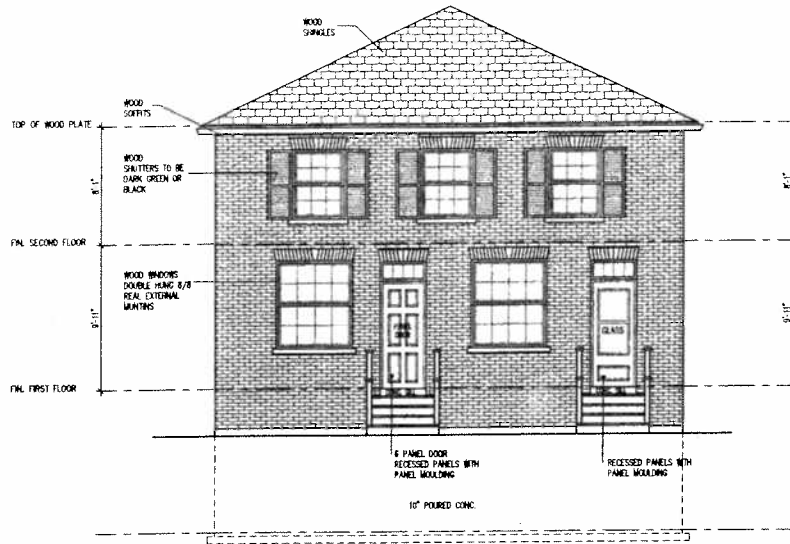 WOOD
SHINGLES
WOOD
SOFFITS
TOP OF WOOD PLATE
WOOD
SHUTTERS TO BE
DARK GREEN OR
BLACK
8'-1"
8'-1"
FIN. SECOND FLOOR
WOOD WINDOWS
DOUBLE HUNG 8/8
REAL EXTERNAL
MUNTINS
9'-11"
9'-11"
DOOR
GLASS
FIN. FIRST FLOOR
6 PANEL DOOR
RECESSED PANELS WITH
PANEL MOULDING
RECESSED PANELS WITH
PANEL MOULDING
10" POURED CONC.